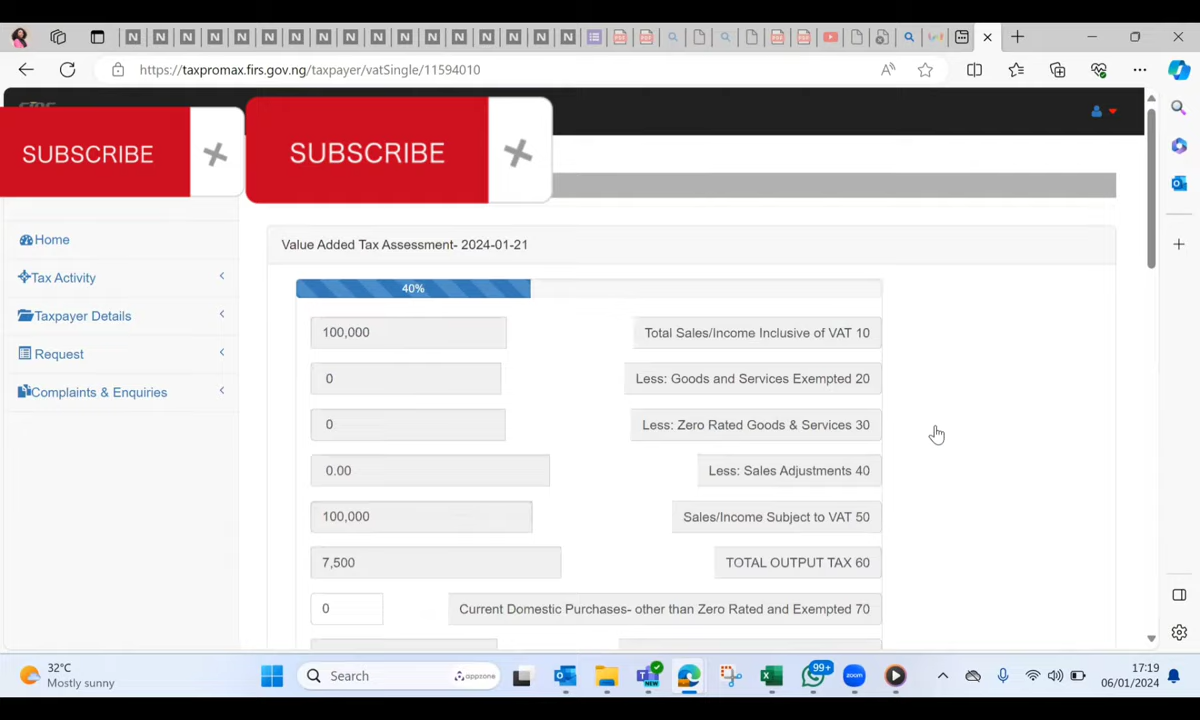 https://taxpromax.firs.gov.ng/taxpayer/vatSingle/11594010
SUBSCRIBE
SUBSCRIBE
Home
Tax Activity
Taxpayer Details
Request
Complaints & Enquiries
Value Added Tax Assessment- 2024-01-21
40%
100,000 Total Sales/Income Inclusive of VAT 10
0 Less: Goods and Services Exempted 20
0 Less: Zero Rated Goods & Services 30
0.00 Less: Sales Adjustments 40
100,000 Sales/Income Subject to VAT 50
7,500 TOTAL OUTPUT TAX 60
0 Current Domestic Purchases- other than Zero Rated and Exempted 70
32°C
Mostly sunny
Search
appzone
NEW
99+
zoom
17:19
06/01/2024